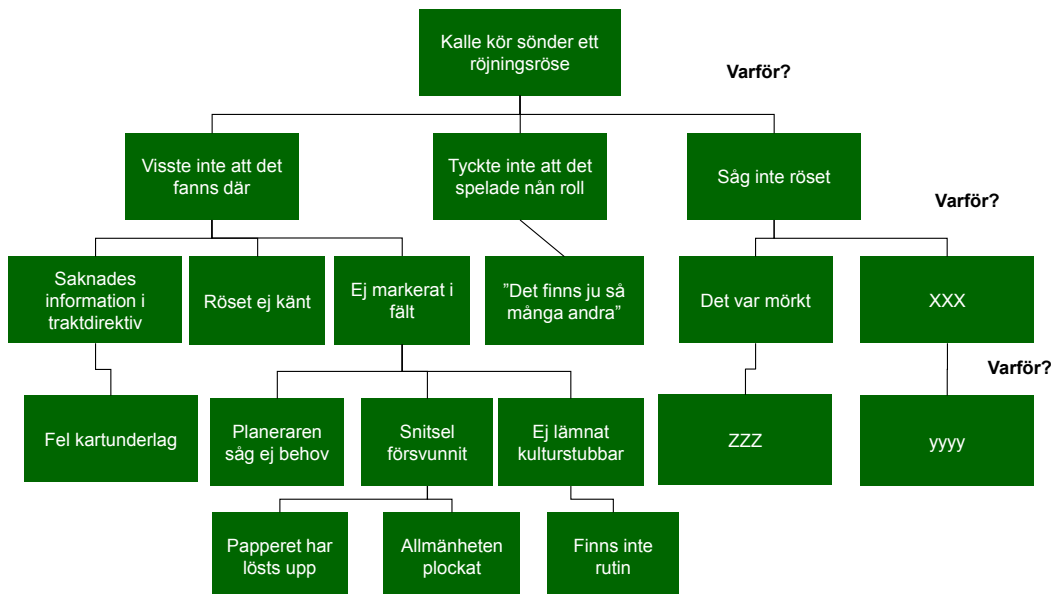 Kalle kör sönder ett
röjningsröse
Varför?
Visste inte att det
fanns där
Tyckte inte att det
spelade nån roll
Såg inte röset
Varför?
Saknades
information i
traktdirektiv
Röset ej känt
Ej markerat i
fält
”Det finns ju så
många andra”
Det var mörkt
XXX
Varför?
Fel kartunderlag
Planeraren
såg ej behov
Snitsel
försvunnit
Ej lämnat
kulturstubbar
ZZZ
yyyy
Papperet har
lösts upp
Allmänheten
plockat
Finns inte
rutin